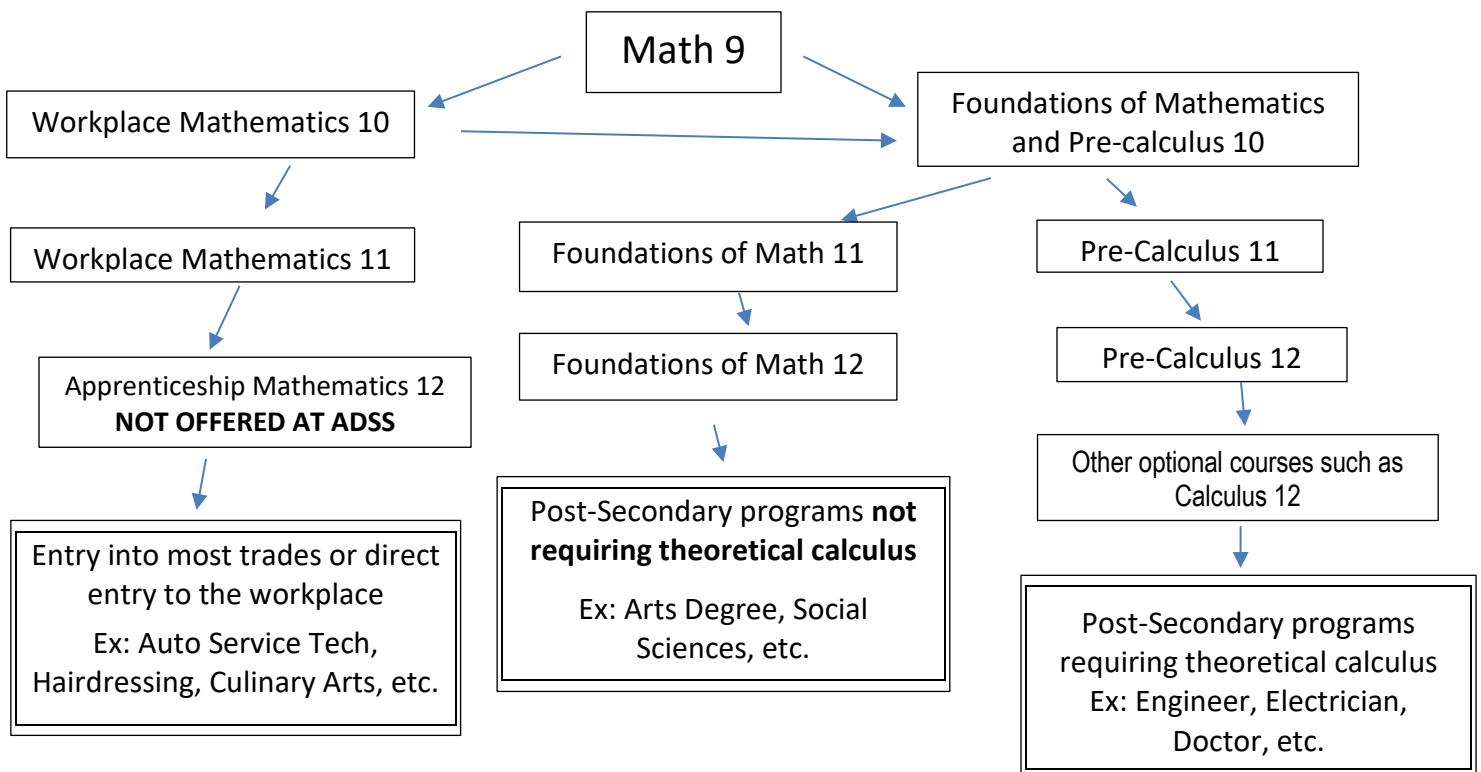 Math 9
Workplace Mathematics 10
Foundations of Mathematics
and Pre-calculus 10
Workplace Mathematics 11
Foundations of Math 11
Pre-Calculus 11
Apprenticeship Mathematics 12
NOT OFFERED AT ADSS
Foundations of Math 12
Pre-Calculus 12
Other optional courses such as
Calculus 12
Entry into most trades or direct
entry to the workplace
Ex: Auto Service Tech,
Hairdressing, Culinary Arts, etc.
Post-Secondary programs not
requiring theoretical calculus
Ex: Arts Degree, Social
Sciences, etc.
Post-Secondary programs
requiring theoretical calculus
Ex: Engineer, Electrician,
Doctor, etc.